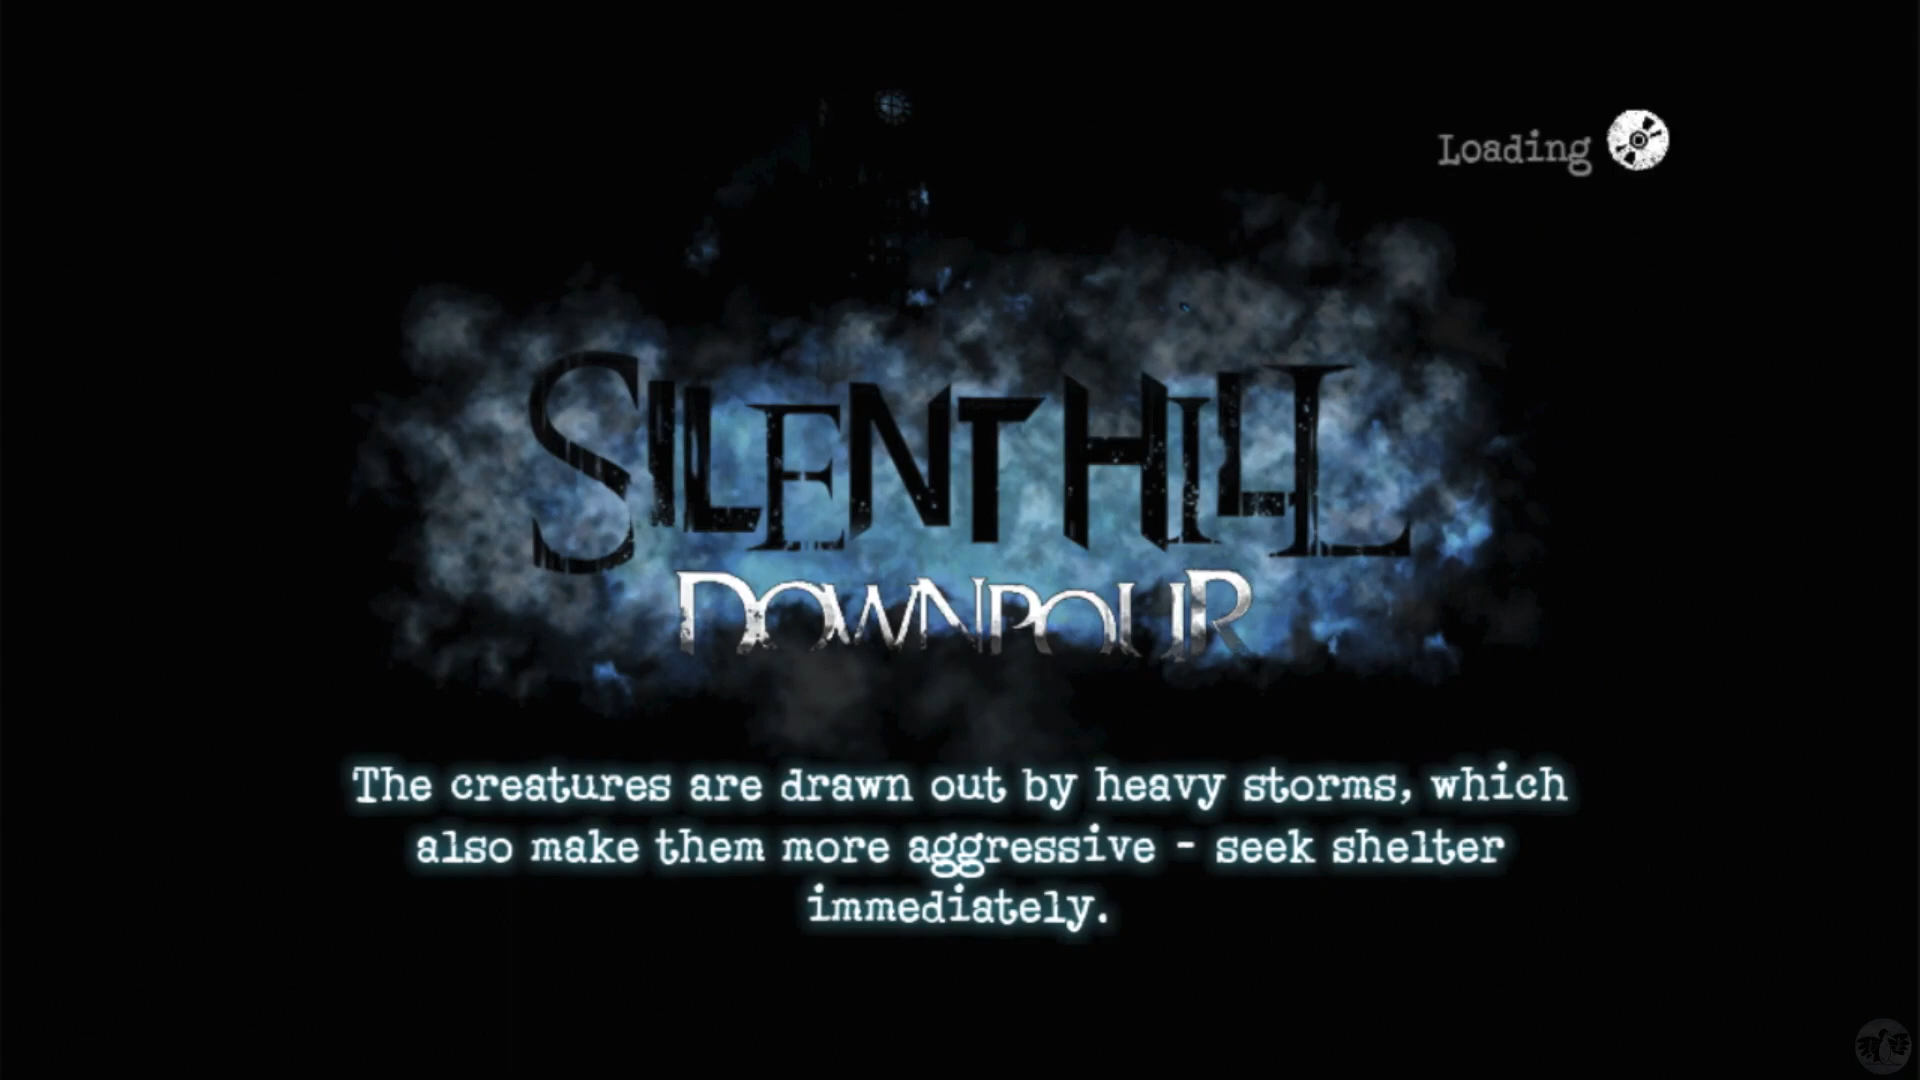 Loading
SILENT HILL
DOWNPOUR
The creatures are drawn out by heavy storms, which
also make them more aggressive - seek shelter
immediately.